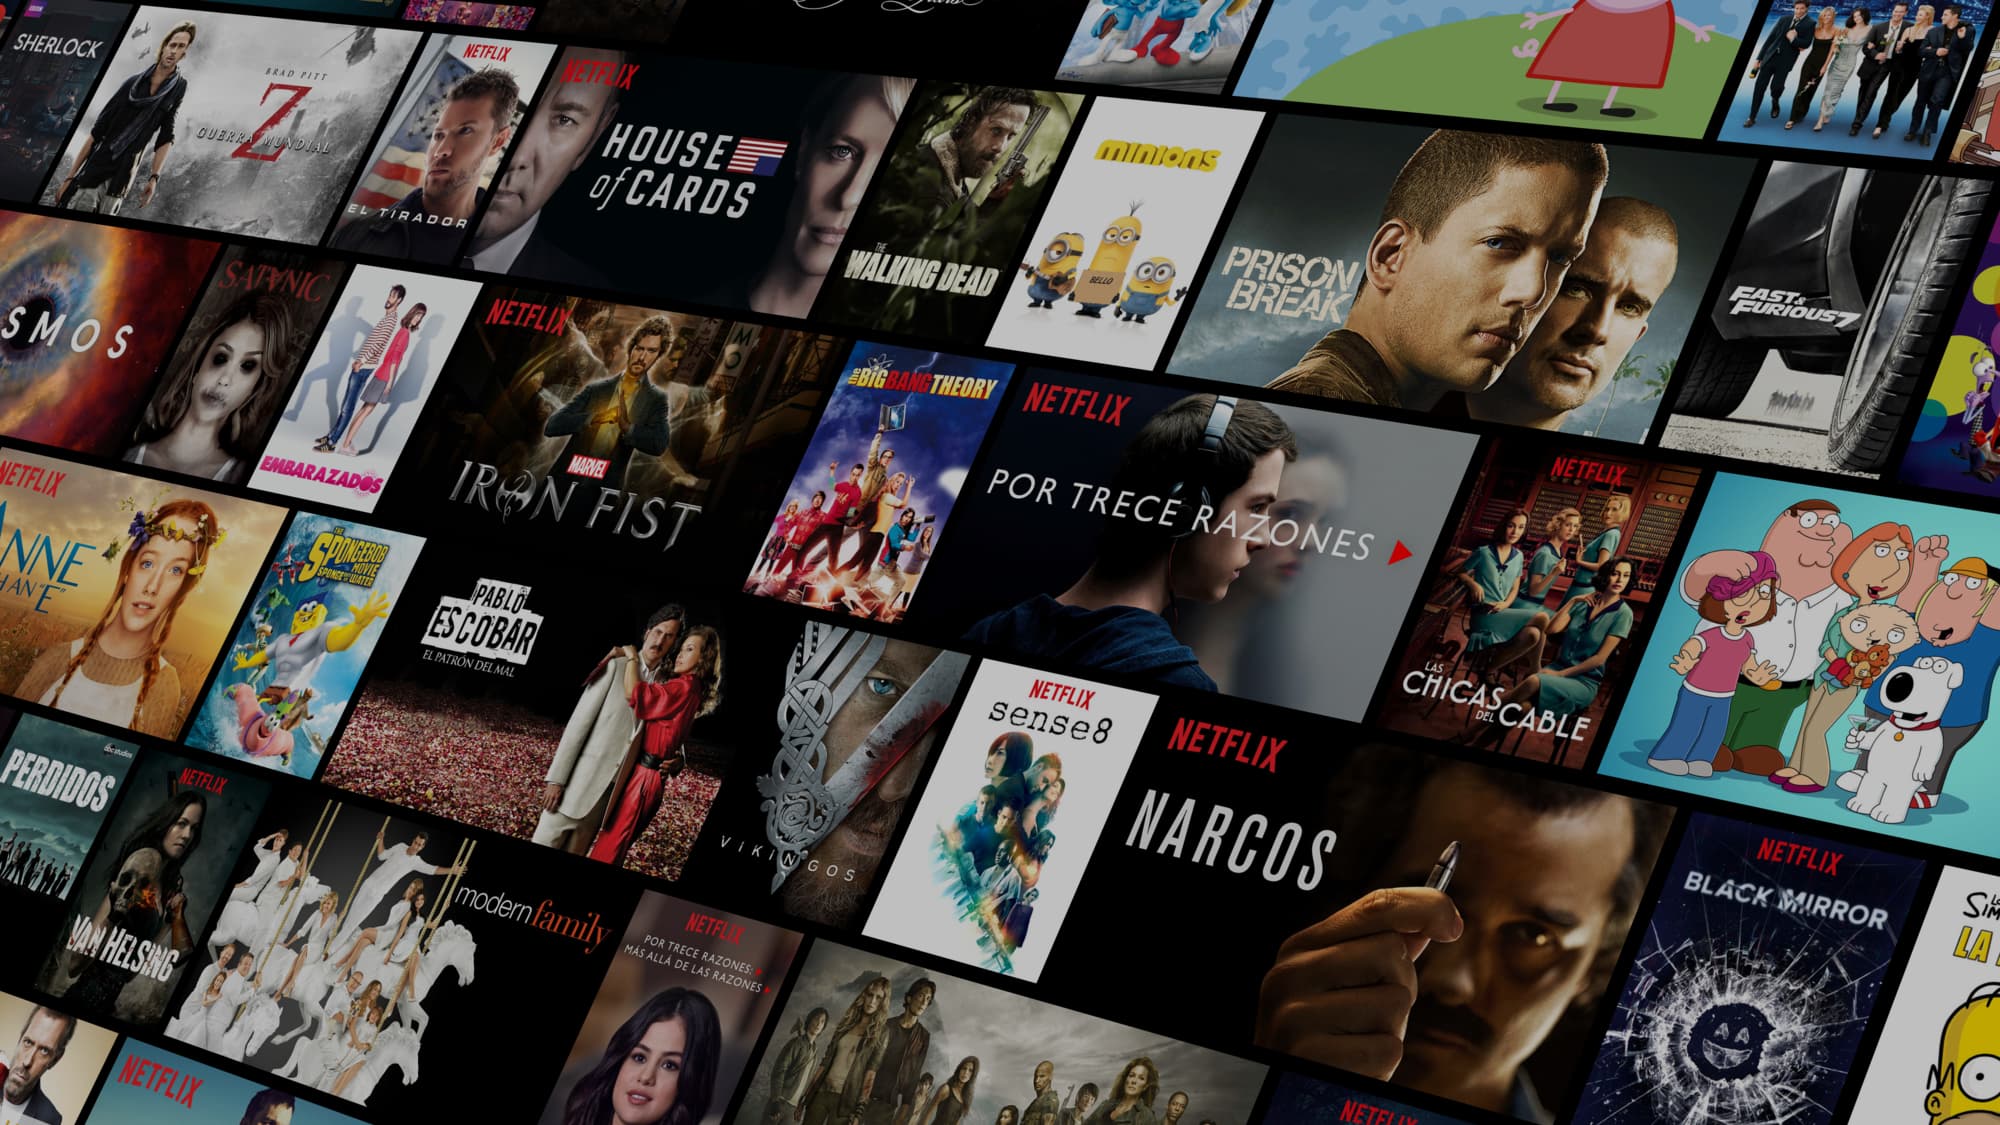 BBC
SHERLOCK
BRAD PITT
Z
GUERRA MUNDIAL
NETFLIX
EL TIRADOR
NETFLIX
HOUSE
of CARDS
THE
WALKING DEAD
MINIONS
BELLO
PRISON
BREAK
FAST &
FURIOUS 7
SMOS
SATANIC
EMBARAZADOS
NETFLIX
MARVEL
IRON FIST
THE BIG BANG THEORY
NETFLIX
POR TRECE RAZONES
NETFLIX
LAS
CHICAS
DEL CABLE
NETFLIX
ANNE
HAN "E"
THE
SPONGEBOB
MOVIE
SPONGE OUT OF WATER
PABLO
ESCOBAR
EL PATRÓN DEL MAL
VIKINGOS
NETFLIX
sense8
NETFLIX
NARCOS
abc studios
PERDIDOS
NETFLIX
VAN HELSING
modern family
NETFLIX
POR TRECE RAZONES:
MÁS ALLÁ DE LAS RAZONES
NETFLIX
BLACK MIRROR
LOS
SIM
LA
NETFLIX
NETFLIX